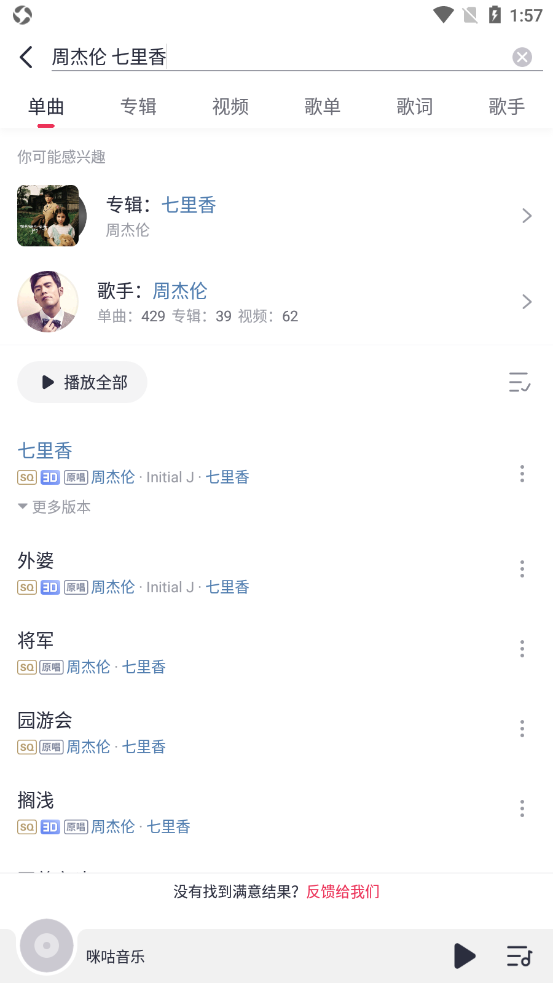 1:57
周杰伦 七里香
单曲 专辑 视频 歌单 歌词 歌手
你可能感兴趣
专辑：七里香
周杰伦
歌手：周杰伦
单曲：429 专辑：39 视频：62
播放全部
七里香
SQ 3D 原唱 周杰伦 · Initial J · 七里香
更多版本
外婆
SQ 3D 原唱 周杰伦 · Initial J · 七里香
将军
SQ 原唱 周杰伦 · 七里香
园游会
SQ 原唱 周杰伦 · 七里香
搁浅
SQ 3D 原唱 周杰伦 · 七里香
没有找到满意结果？反馈给我们
咪咕音乐